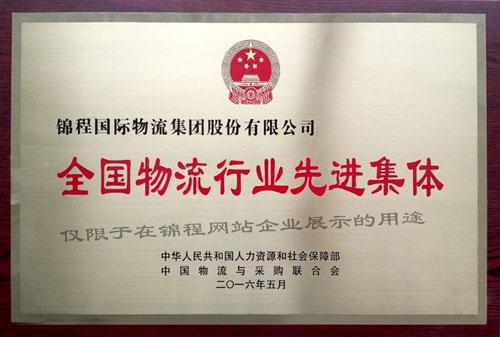 锦程国际物流集团股份有限公司
全国物流行业先进集体
仅限于在锦程网站企业展示的用途
中华人民共和国人力资源和社会保障部
中国物流与采购联合会
二〇一六年五月